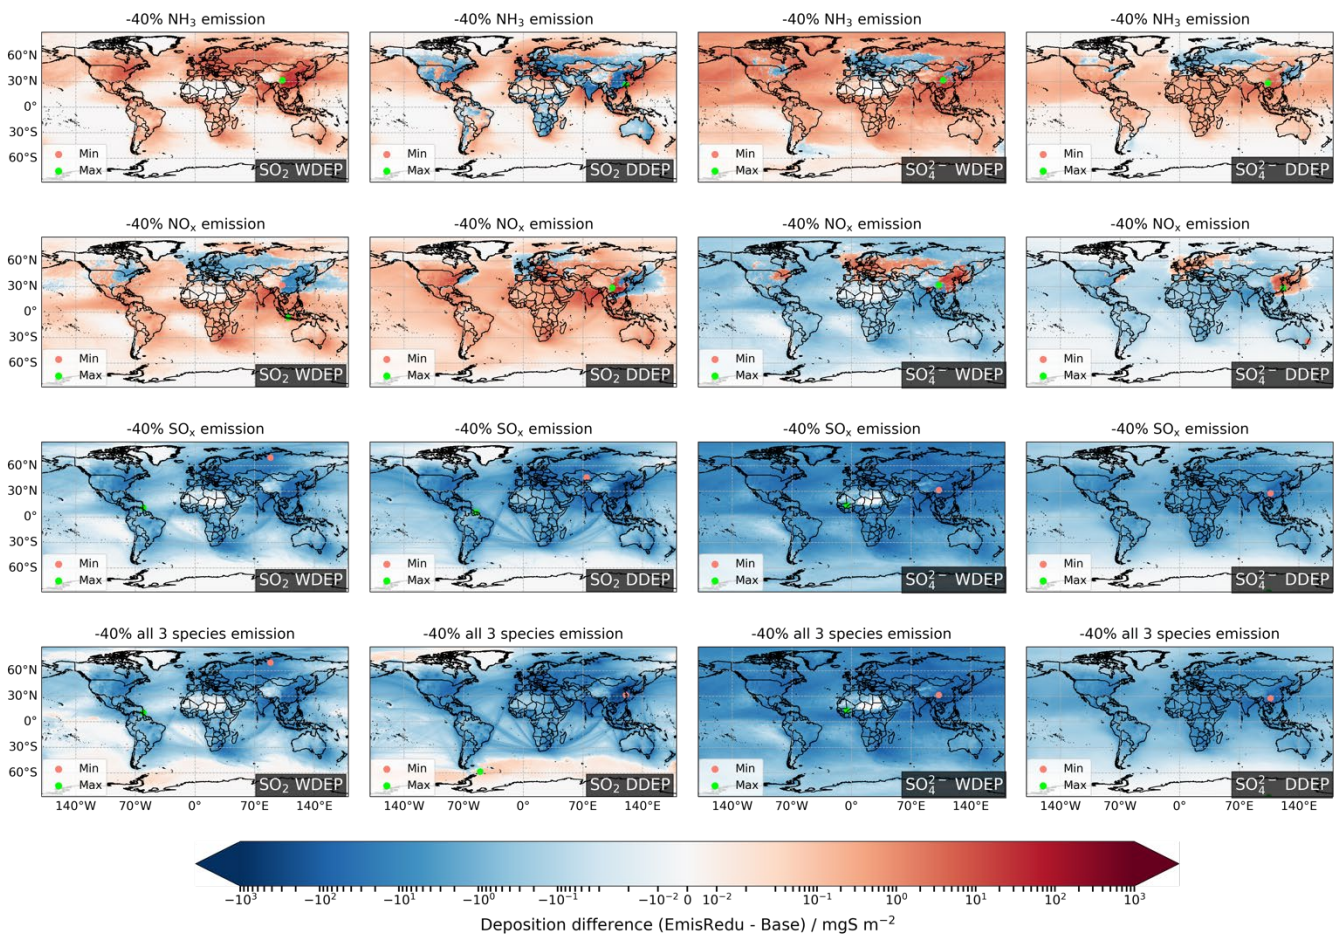 -40% NH₃ emission -40% NH₃ emission -40% NH₃ emission -40% NH₃ emission
60°N
30°N
0°
30°S
60°S
Min Min Min Min
Max Max Max Max
SO₂ WDEP SO₂ DDEP SO₄²⁻ WDEP SO₄²⁻ DDEP
-40% NOₓ emission -40% NOₓ emission -40% NOₓ emission -40% NOₓ emission
60°N
30°N
0°
30°S
60°S
Min Min Min Min
Max Max Max Max
SO₂ WDEP SO₂ DDEP SO₄²⁻ WDEP SO₄²⁻ DDEP
-40% SOₓ emission -40% SOₓ emission -40% SOₓ emission -40% SOₓ emission
60°N
30°N
0°
30°S
60°S
Min Min Min Min
Max Max Max Max
SO₂ WDEP SO₂ DDEP SO₄²⁻ WDEP SO₄²⁻ DDEP
-40% all 3 species emission -40% all 3 species emission -40% all 3 species emission -40% all 3 species emission
60°N
30°N
0°
30°S
60°S
Min Min Min Min
Max Max Max Max
SO₂ WDEP SO₂ DDEP SO₄²⁻ WDEP SO₄²⁻ DDEP
140°W 70°W 0° 70°E 140°E 140°W 70°W 0° 70°E 140°E 140°W 70°W 0° 70°E 140°E 140°W 70°W 0° 70°E 140°E
−10³ −10² −10¹ −10⁰ −10⁻¹ −10⁻² 0 10⁻² 10⁻¹ 10⁰ 10¹ 10² 10³
Deposition difference (EmisRedu - Base) / mgS m⁻²